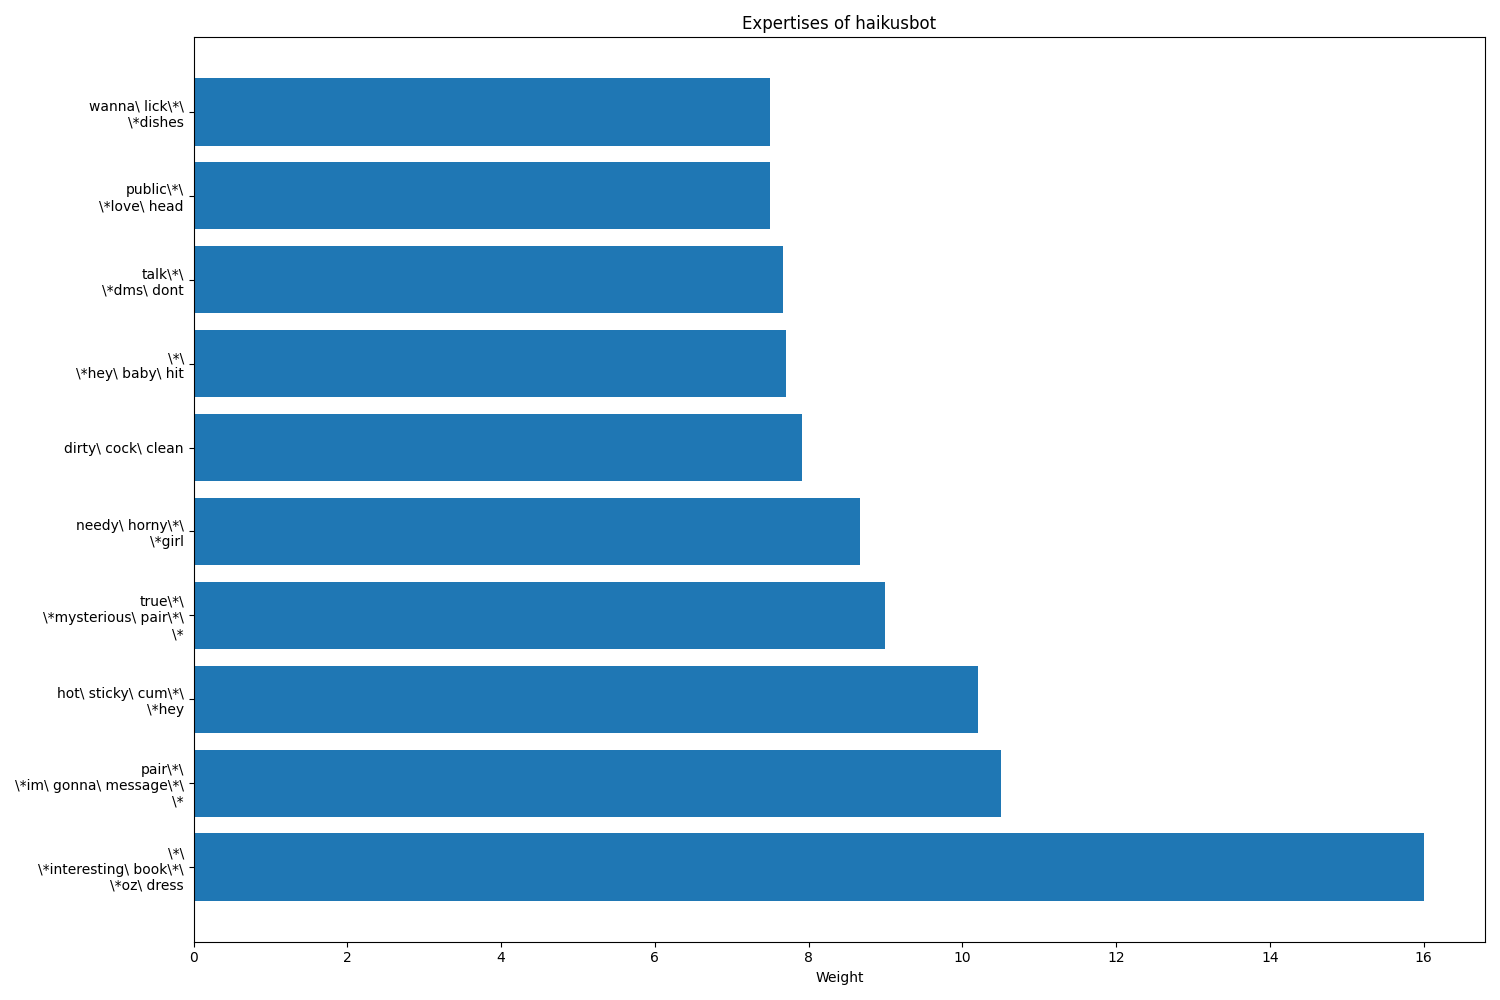 Expertises of haikusbot
wanna\ lick\*\
\*dishes
public\*\
\*love\ head
talk\*\
\*dms\ dont
\*\
\*hey\ baby\ hit
dirty\ cock\ clean
needy\ horny\*\
\*girl
true\*\
\*mysterious\ pair\*\
\*
hot\ sticky\ cum\*\
\*hey
pair\*\
\*im\ gonna\ message\*\
\*
\*\
\*interesting\ book\*\
\*oz\ dress
0 2 4 6 8 10 12 14 16
Weight